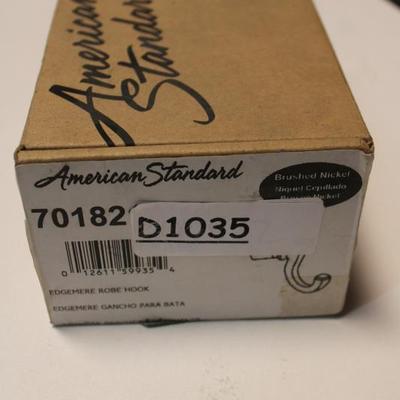 American
Standard
American Standard
Brushed Nickel
Niquel Cepillado
70182
D1035
0 12611 59935 4
EDGEMERE ROBE HOOK
EDGEMERE GANCHO PARA BATA